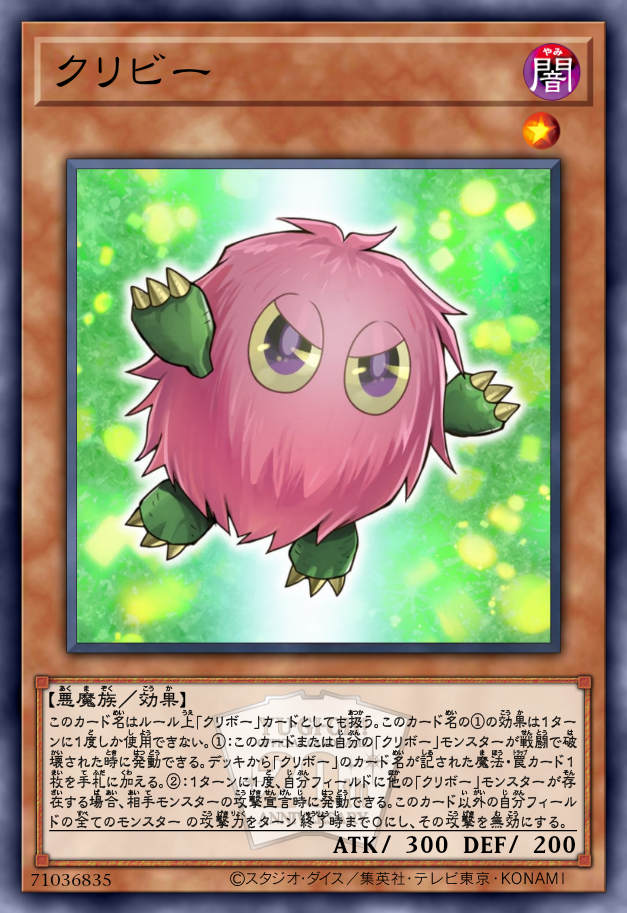 クリビー
やみ
闇
【悪魔族／効果】
このカード名はルール上「クリボー」カードとしても扱う。このカード名の①の効果は1ター
ンに1度しか使用できない。①：このカードまたは自分の「クリボー」モンスターが戦闘で破
壊された時に発動できる。デッキから「クリボー」のカード名が記された魔法・罠カード1
枚を手札に加える。②：1ターンに1度、自分フィールドに他の「クリボー」モンスターが存
在する場合、相手モンスターの攻撃宣言時に発動できる。このカード以外の自分フィール
ドの全てのモンスターの攻撃力をターン終了時まで0にし、その攻撃を無効にする。
ATK/ 300 DEF/ 200
71036835 ©スタジオ・ダイス／集英社・テレビ東京・KONAMI